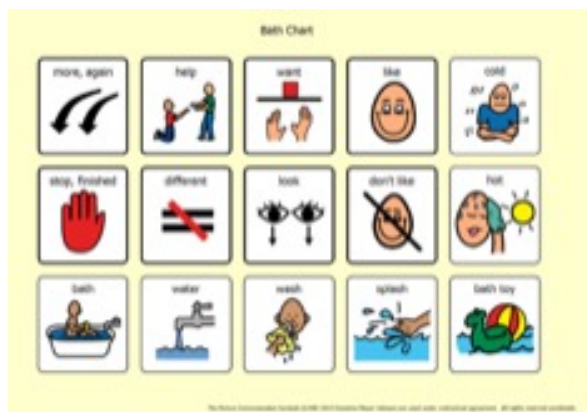 Bath Chart
more, again help want like cold
stop, finished different look don't like hot
bath water wash splash bath toy